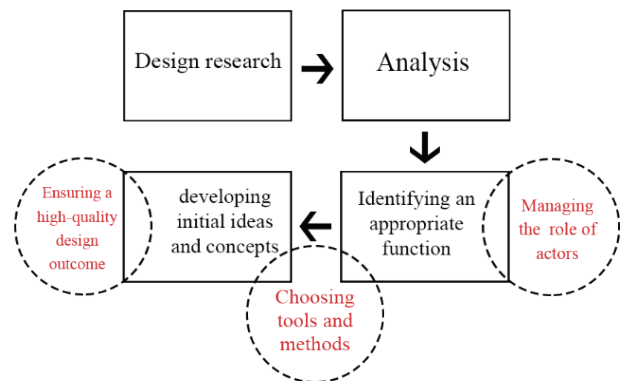 Design research
Analysis
Ensuring a
high-quality
design
outcome
developing
initial ideas
and concepts
Identifying an
appropriate
function
Managing
the role of
actors
Choosing
tools and
methods